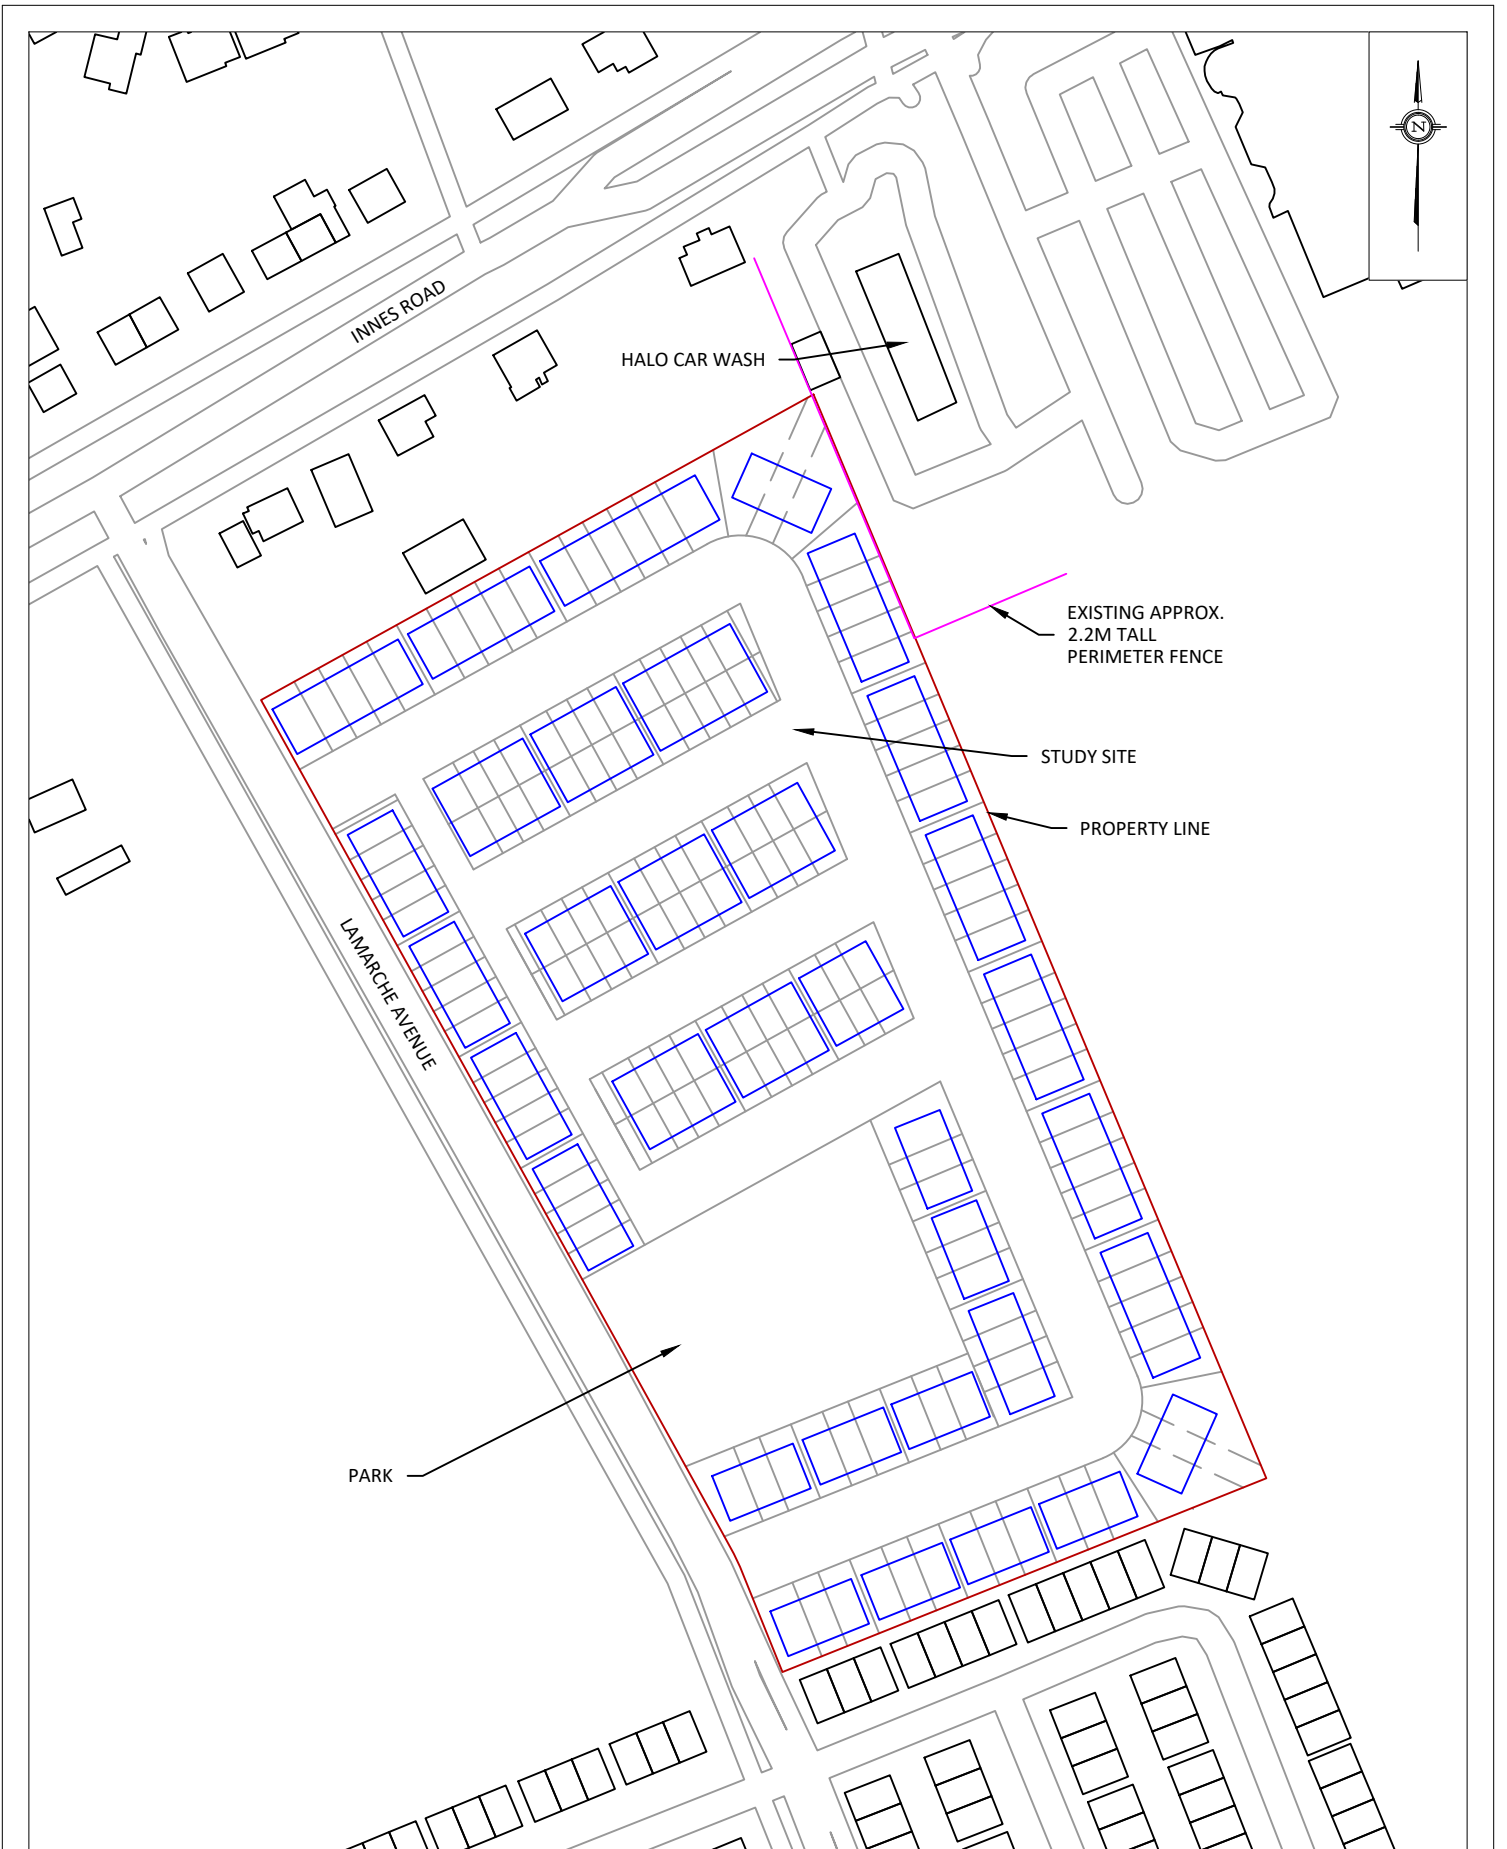 N
INNES ROAD
HALO CAR WASH
EXISTING APPROX.
2.2M TALL
PERIMETER FENCE
STUDY SITE
PROPERTY LINE
LAMARCHE AVENUE
PARK